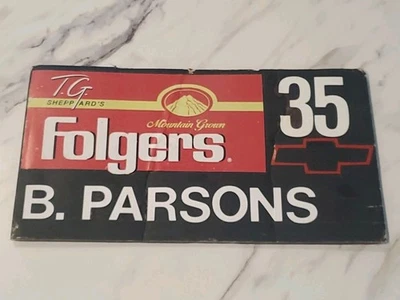 T.G.
SHEPPARD'S
Mountain Grown
Folgers®
35
B. PARSONS